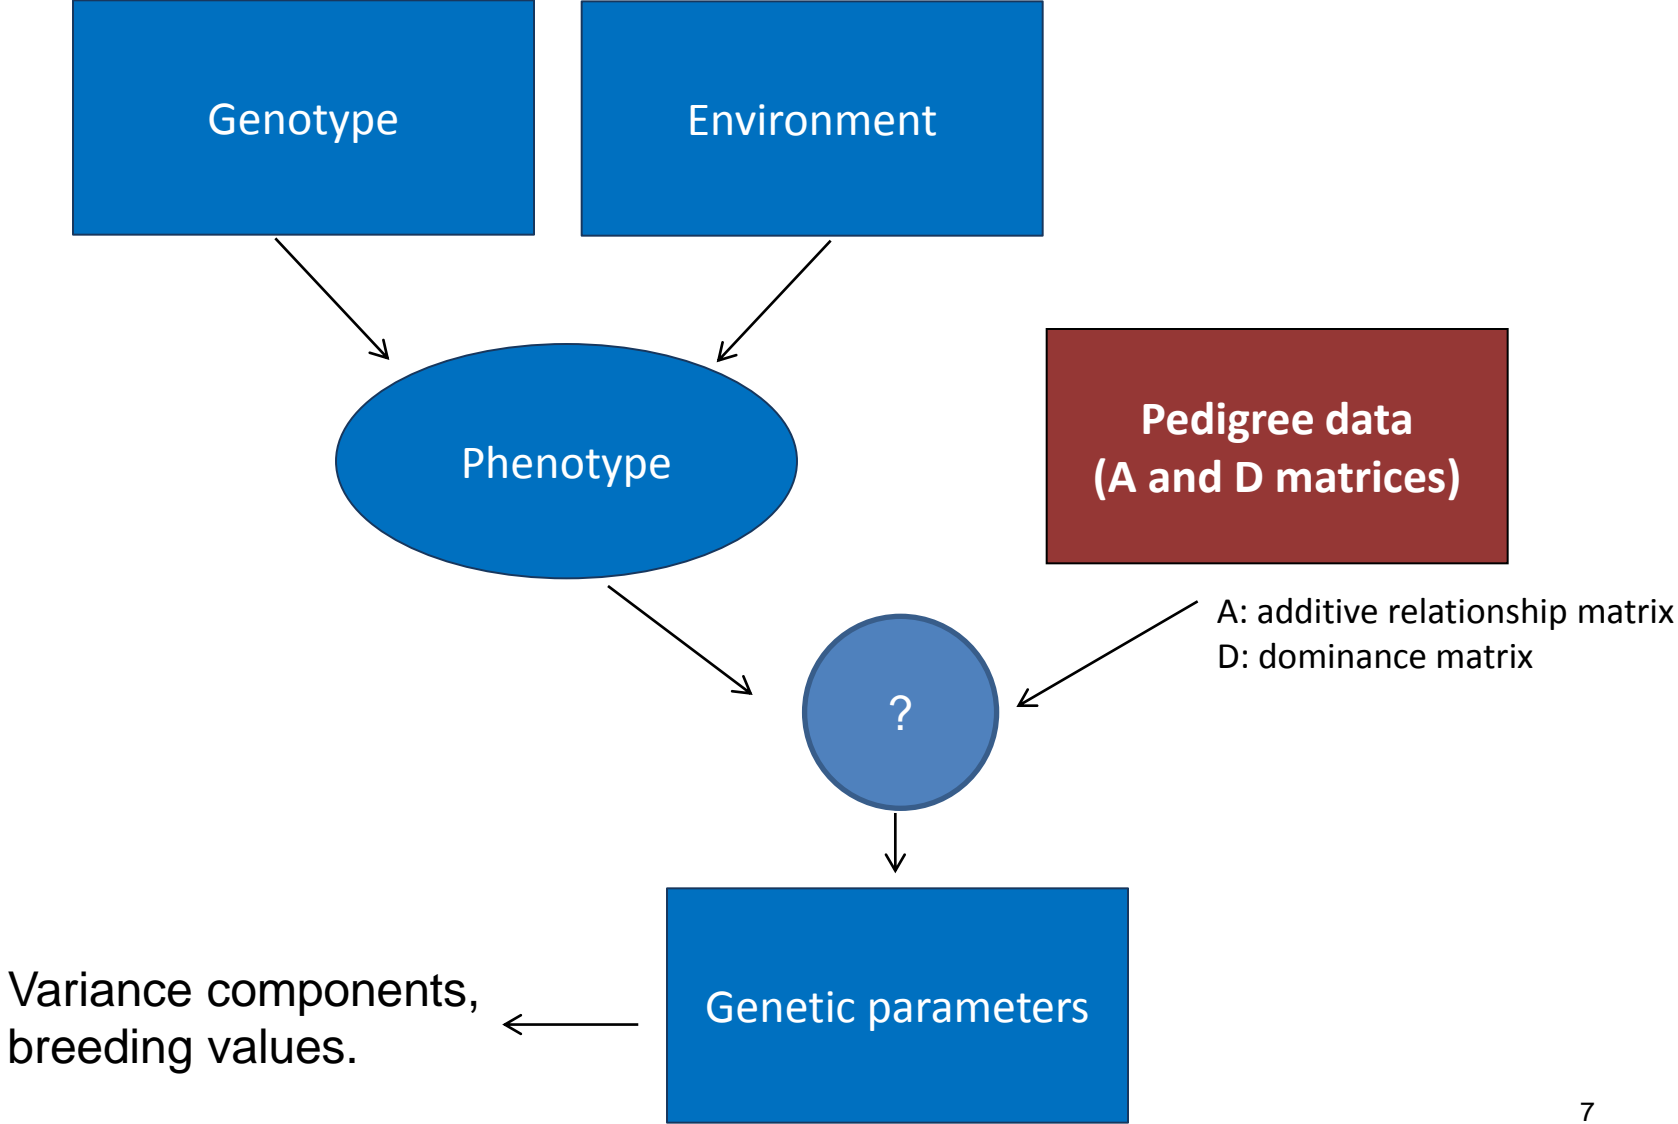 Genotype
Environment
Phenotype
Pedigree data
(A and D matrices)
A: additive relationship matrix
D: dominance matrix
?
Genetic parameters
Variance components,
breeding values.
7